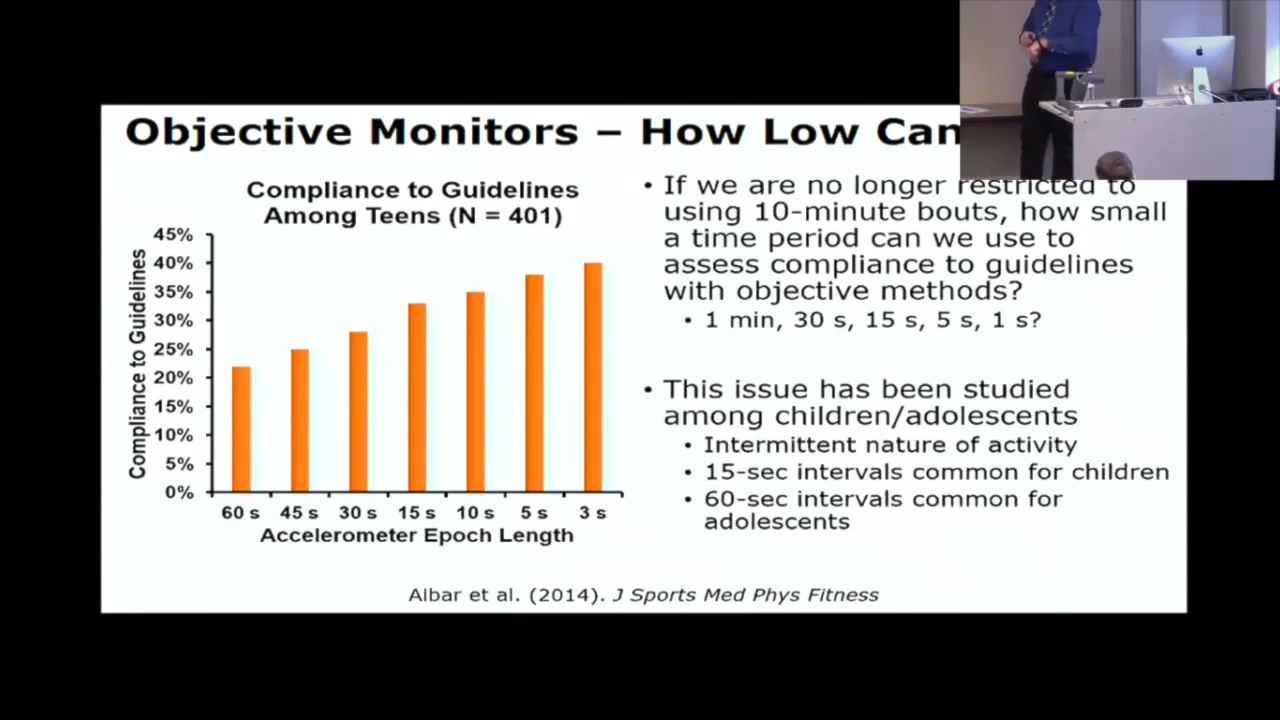 Objective Monitors – How Low Can
Compliance to Guidelines
Among Teens (N = 401)
45%
40%
35%
30%
25%
20%
15%
10%
5%
0%
Compliance to Guidelines
60 s 45 s 30 s 15 s 10 s 5 s 3 s
Accelerometer Epoch Length
• If we are no longer restricted to
using 10-minute bouts, how small
a time period can we use to
assess compliance to guidelines
with objective methods?
• 1 min, 30 s, 15 s, 5 s, 1 s?
• This issue has been studied
among children/adolescents
• Intermittent nature of activity
• 15-sec intervals common for children
• 60-sec intervals common for
adolescents
Albar et al. (2014). J Sports Med Phys Fitness